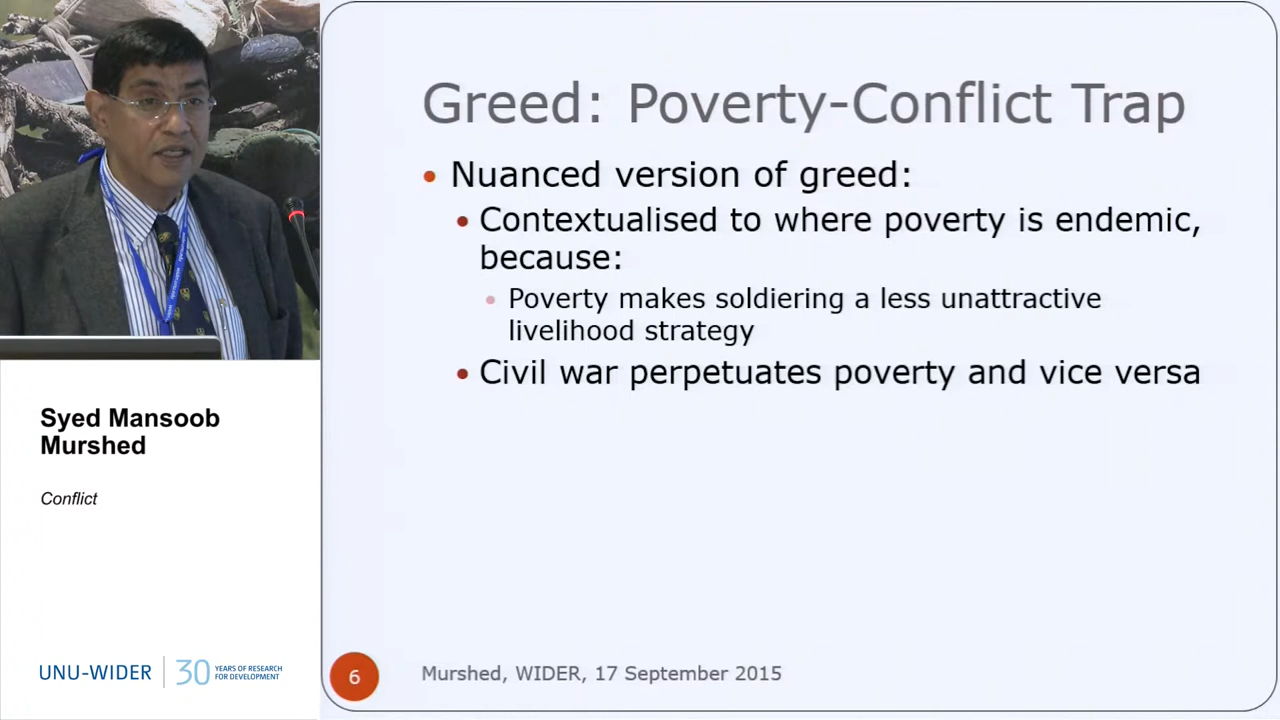 Greed: Poverty-Conflict Trap
Nuanced version of greed:
Contextualised to where poverty is endemic,
because:
Poverty makes soldiering a less unattractive
livelihood strategy
Civil war perpetuates poverty and vice versa
Syed Mansoob
Murshed
Conflict
UNU-WIDER
30
YEARS OF RESEARCH
FOR DEVELOPMENT
6
Murshed, WIDER, 17 September 2015